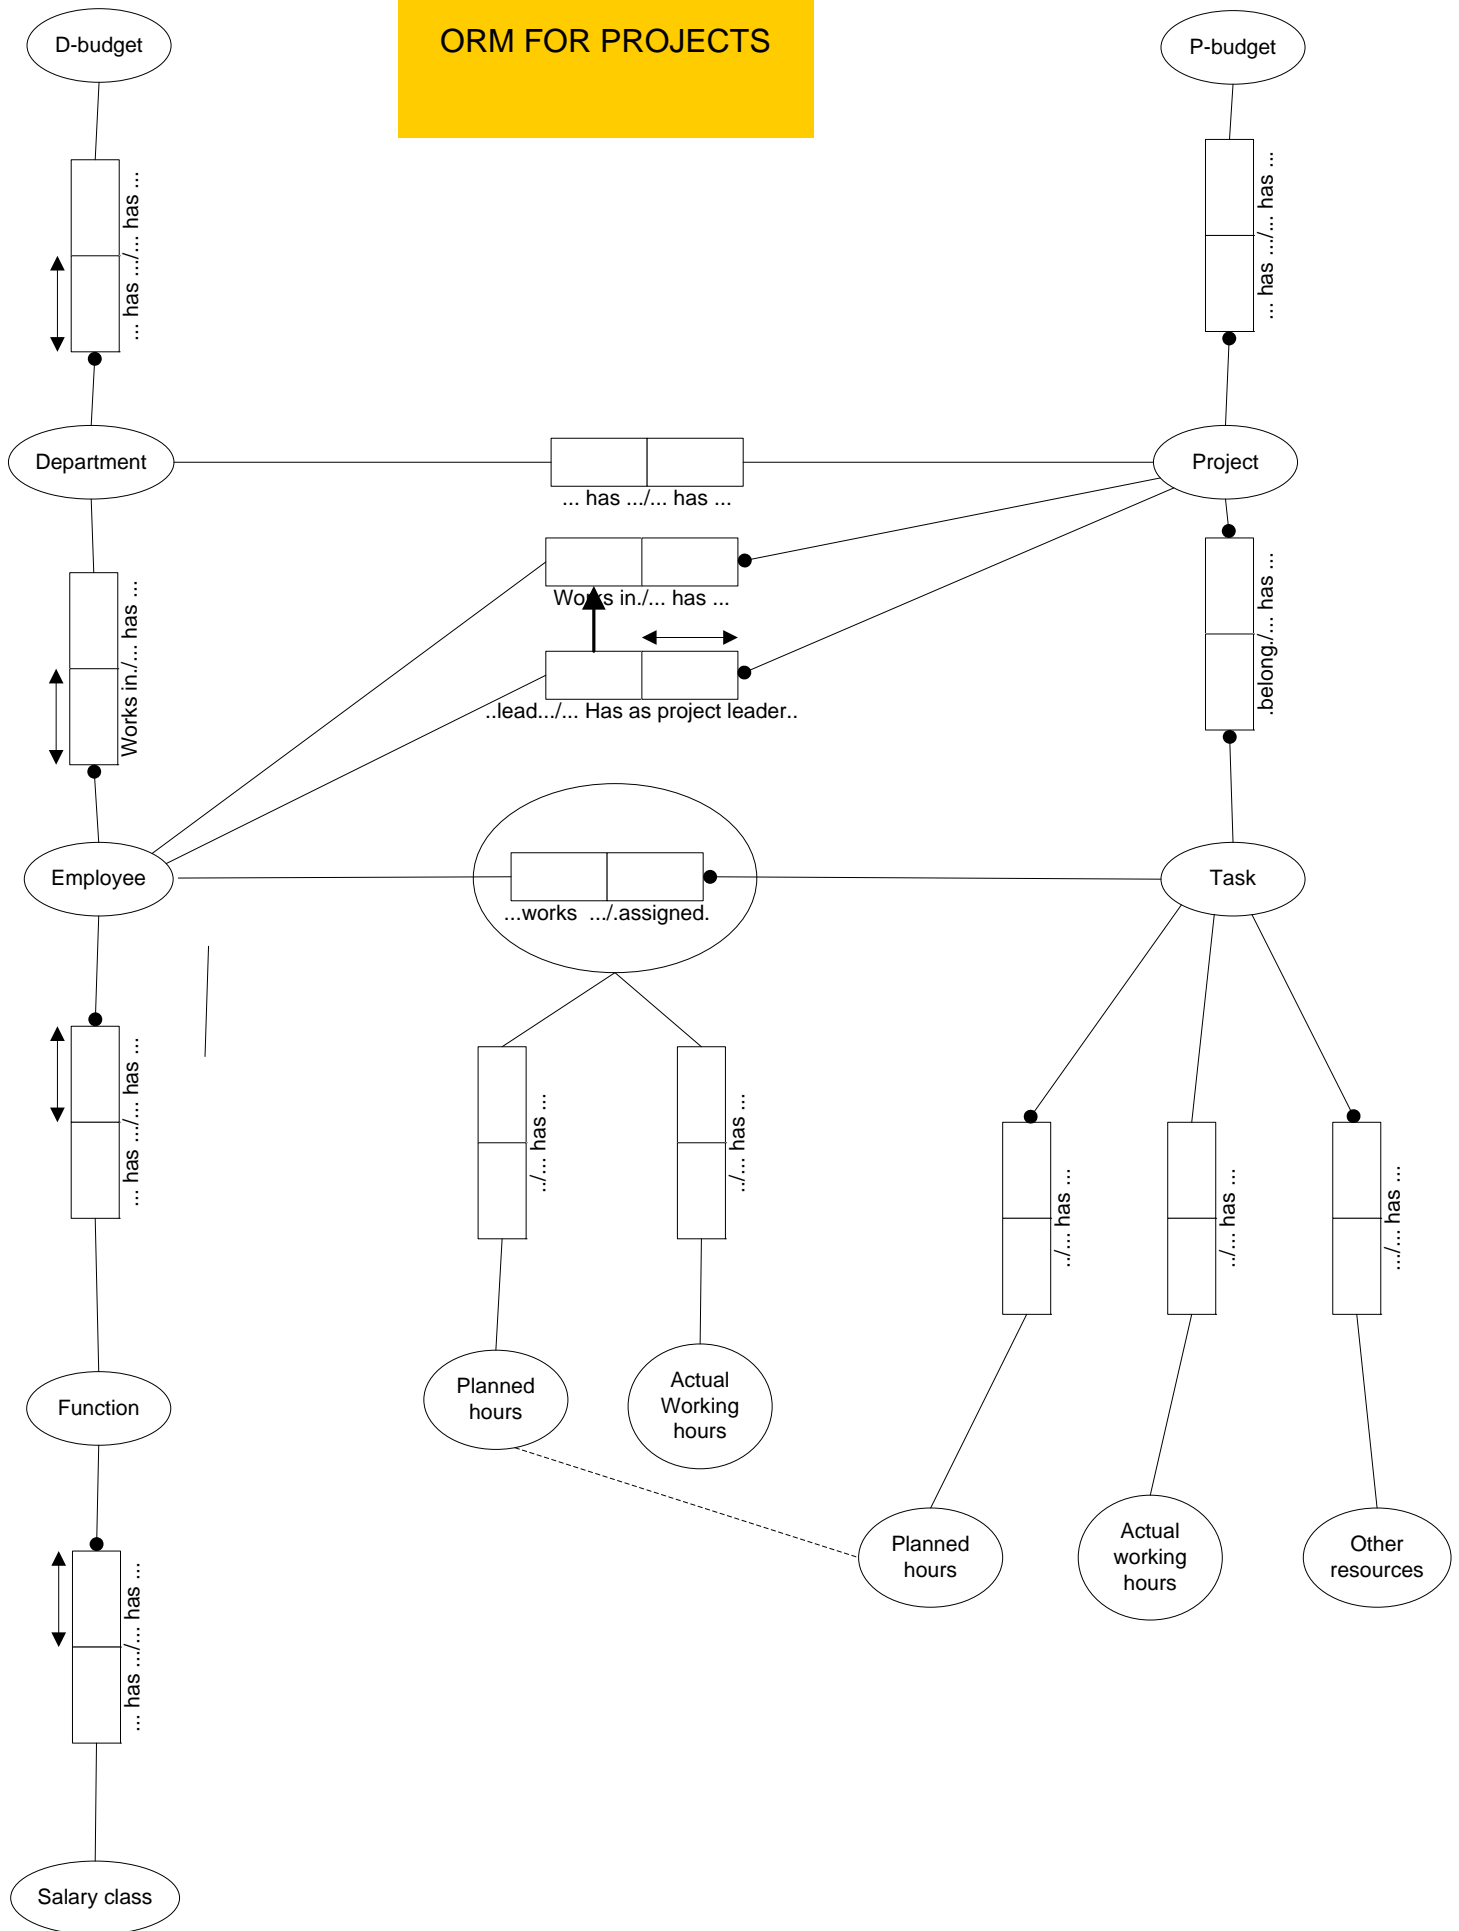 ORM FOR PROJECTS
D-budget
P-budget
... has .../... has ...
... has .../... has ...
Department
Project
... has .../... has ...
Works in./... has ...
Works in./... has ...
.belong./... has ...
..lead.../... Has as project leader..
Employee
Task
...works .../.assigned.
... has .../... has ...
../... has ...
../... has ...
../... has ...
../... has ...
../... has ...
Function
Planned
hours
Actual
Working
hours
Planned
hours
Actual
working
hours
Other
resources
... has .../... has ...
Salary class